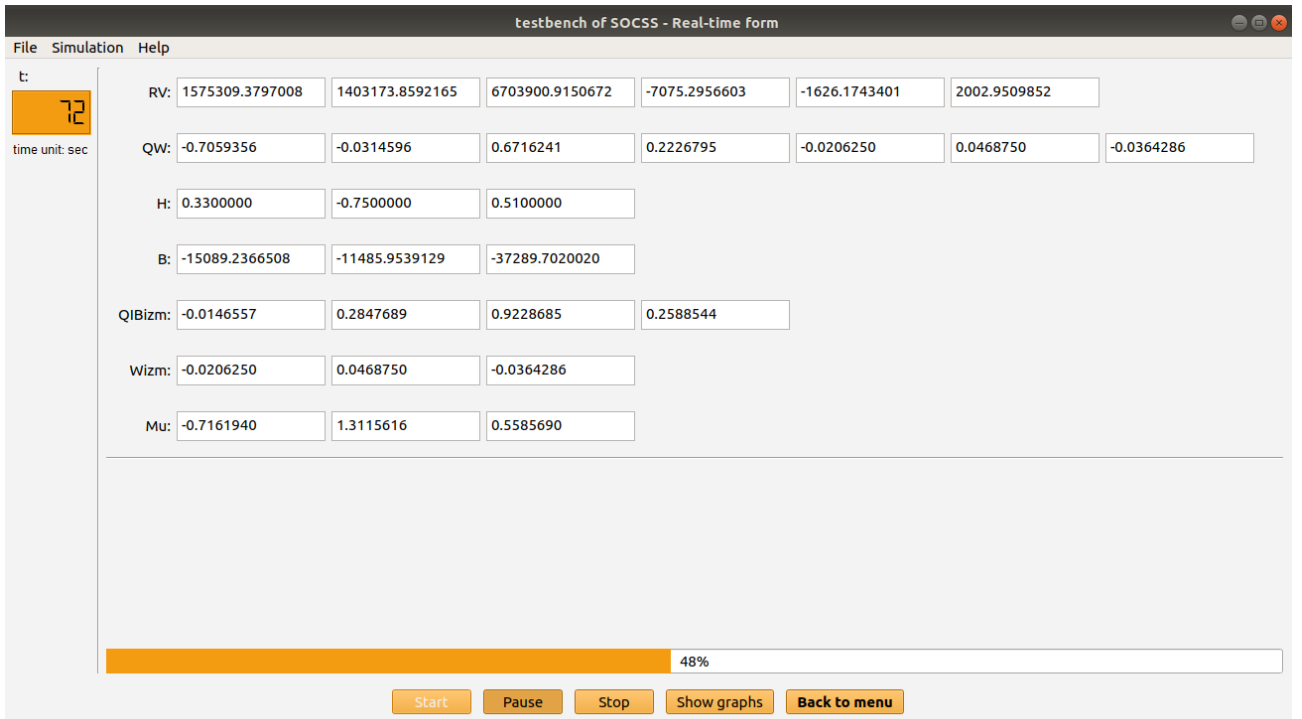 testbench of SOCSS - Real-time form
File Simulation Help
t:
72
time unit: sec
RV: 1575309.3797008 1403173.8592165 6703900.9150672 -7075.2956603 -1626.1743401 2002.9509852
QW: -0.7059356 -0.0314596 0.6716241 0.2226795 -0.0206250 0.0468750 -0.0364286
H: 0.3300000 -0.7500000 0.5100000
B: -15089.2366508 -11485.9539129 -37289.7020020
QIBizm: -0.0146557 0.2847689 0.9228685 0.2588544
Wizm: -0.0206250 0.0468750 -0.0364286
Mu: -0.7161940 1.3115616 0.5585690
48%
Start Pause Stop Show graphs Back to menu